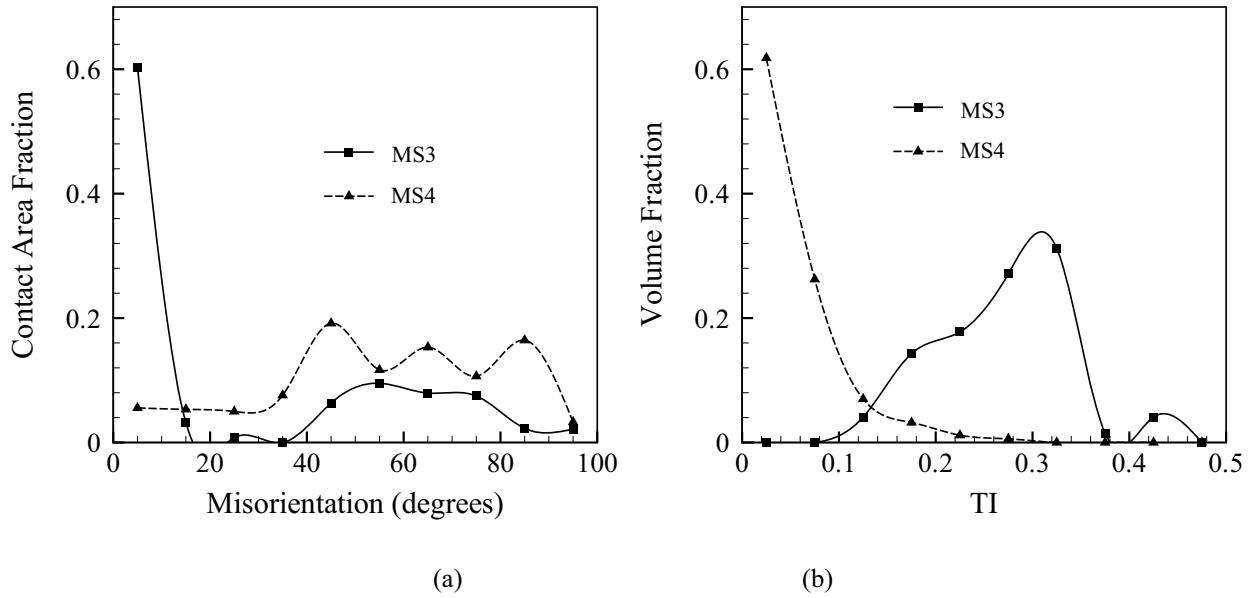 Contact Area Fraction
0.6
0.4
0.2
0
MS3
MS4
0 20 40 60 80 100
Misorientation (degrees)
(a)
Volume Fraction
0.6
0.4
0.2
0
MS3
MS4
0 0.1 0.2 0.3 0.4 0.5
TI
(b)